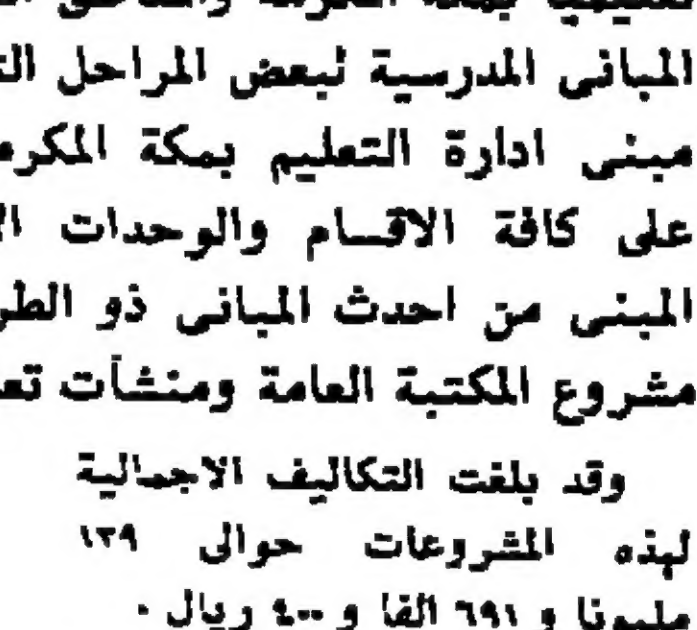 المبانى المدرسية لبعض المراحل
مبنى ادارة التعليم بمكة
على كافة الاقسام والوحدات
المبنى من احدث المبانى ذو
مشروع المكتبة العامة ومنشآت
وقد بلغت التكاليف الاجمالية
لهذه المشروعات حوالى ١٣٩
مليونا و ٦٩١ الفا و ٤٠٠ ريال .